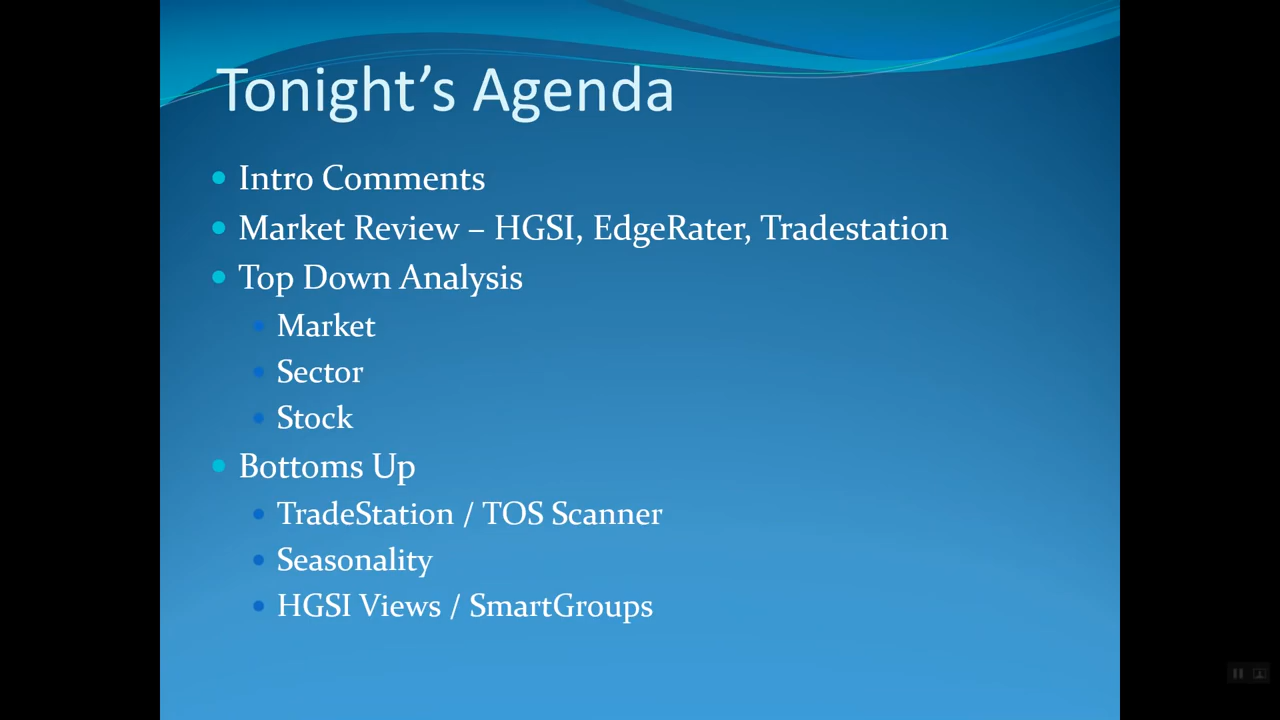 Tonight’s Agenda
Intro Comments
Market Review – HGSI, EdgeRater, Tradestation
Top Down Analysis
Market
Sector
Stock
Bottoms Up
TradeStation / TOS Scanner
Seasonality
HGSI Views / SmartGroups